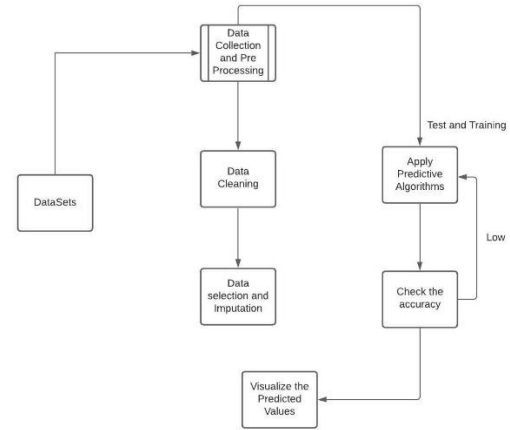 Data
Collection
and Pre
Processing
Test and Training
Data
Cleaning
Apply
Predictive
Algorithms
DataSets
Low
Data
selection and
Imputation
Check the
accuracy
Visualize the
Predicted
Values